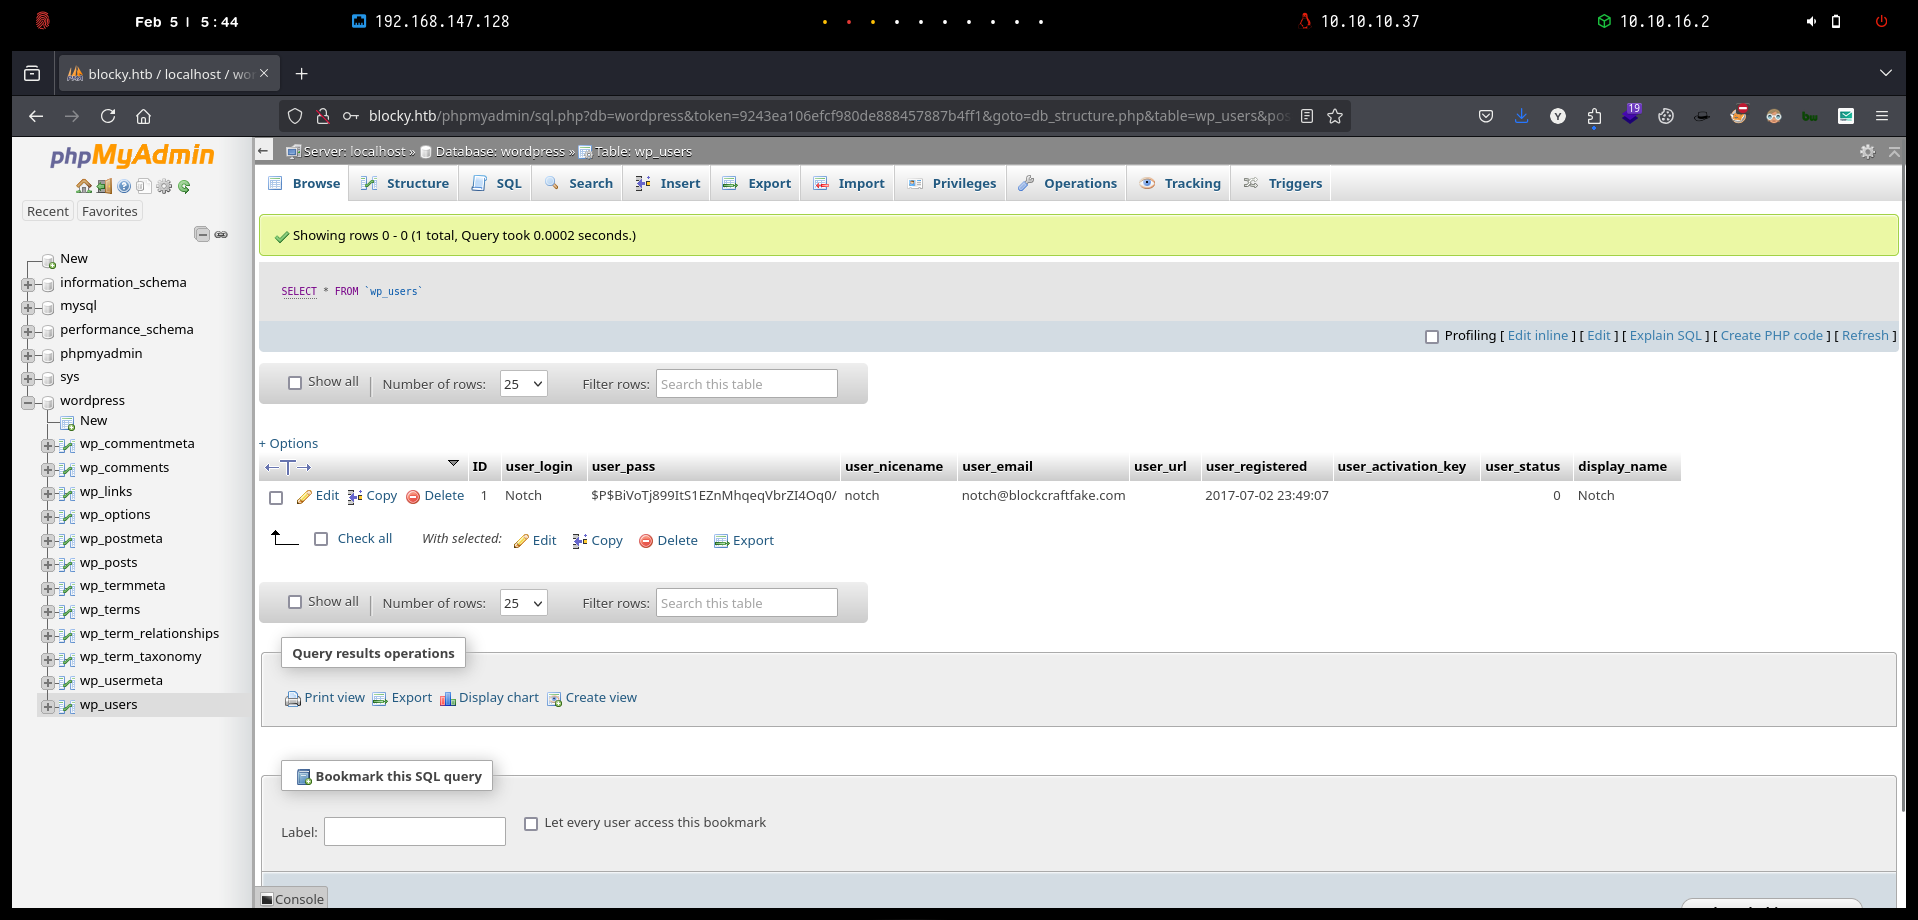 Feb 5 | 5:44 192.168.147.128 10.10.10.37 10.10.16.2
blocky.htb / localhost / wo
blocky.htb/phpmyadmin/sql.php?db=wordpress&token=9243ea106efcf980de888457887b4ff1&goto=db_structure.php&table=wp_users&pos
19
phpMyAdmin
Recent Favorites
New
information_schema
mysql
performance_schema
phpmyadmin
sys
wordpress
New
wp_commentmeta
wp_comments
wp_links
wp_options
wp_postmeta
wp_posts
wp_termmeta
wp_terms
wp_term_relationships
wp_term_taxonomy
wp_usermeta
wp_users
Server: localhost » Database: wordpress » Table: wp_users
Browse Structure SQL Search Insert Export Import Privileges Operations Tracking Triggers
Showing rows 0 - 0 (1 total, Query took 0.0002 seconds.)
SELECT * FROM `wp_users`
Profiling [ Edit inline ] [ Edit ] [ Explain SQL ] [ Create PHP code ] [ Refresh ]
Show all | Number of rows: 25 Filter rows: Search this table
+ Options
←T→ ID user_login user_pass user_nicename user_email user_url user_registered user_activation_key user_status display_name
Edit Copy Delete 1 Notch $P$BiVoTj899ItS1EZnMhqeqVbrZI4Oq0/ notch notch@blockcraftfake.com 2017-07-02 23:49:07 0 Notch
Check all With selected: Edit Copy Delete Export
Show all | Number of rows: 25 Filter rows: Search this table
Query results operations
Print view Export Display chart Create view
Bookmark this SQL query
Label: Let every user access this bookmark
Console